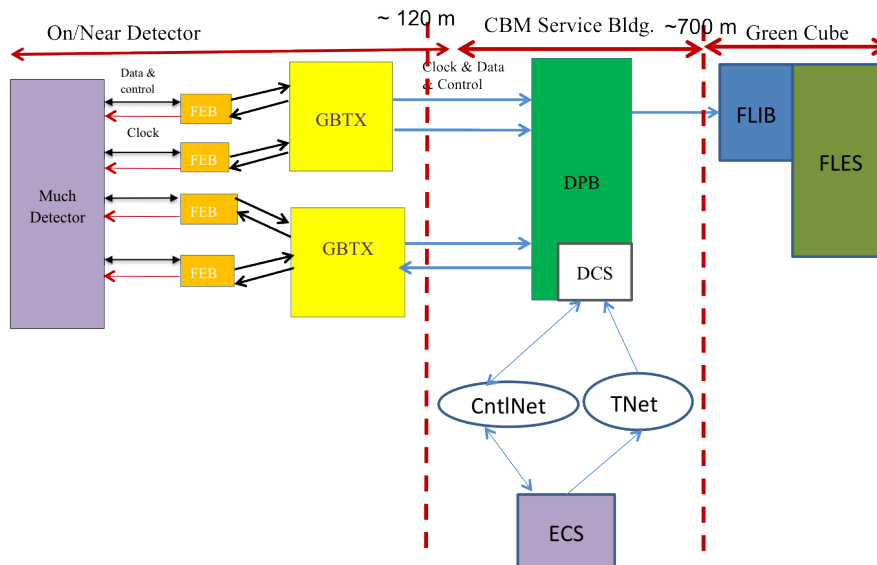 ~ 120 m
On/Near Detector
CBM Service Bldg.
~700 m
Green Cube
Data &
control
Clock & Data
& Control
FEB
GBTX
FLIB
Clock
FEB
FLES
DPB
Much
Detector
FEB
GBTX
FEB
DCS
CntlNet
TNet
ECS